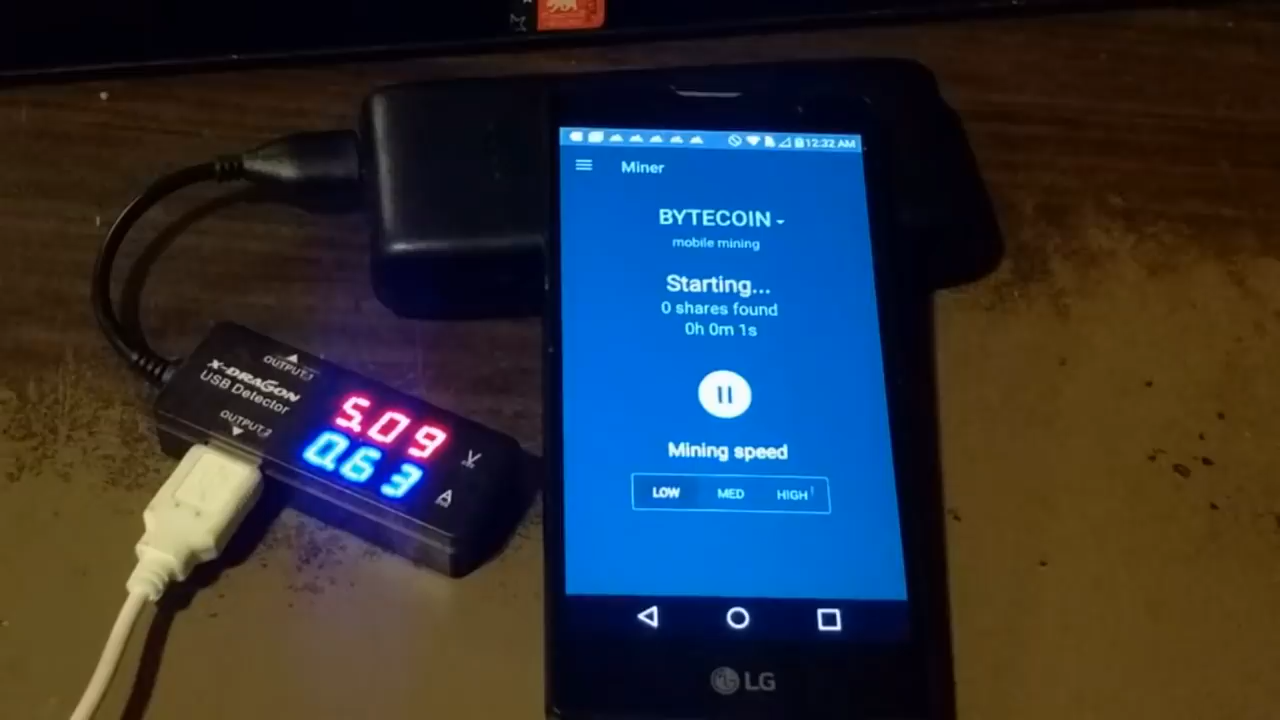 12:32 AM
Miner
BYTECOIN
mobile mining
Starting...
0 shares found
0h 0m 1s
Mining speed
LOW MED HIGH
LG
OUTPUT1
X-DRAGON
USB Detector
OUTPUT2
5.09 V
0.63 A